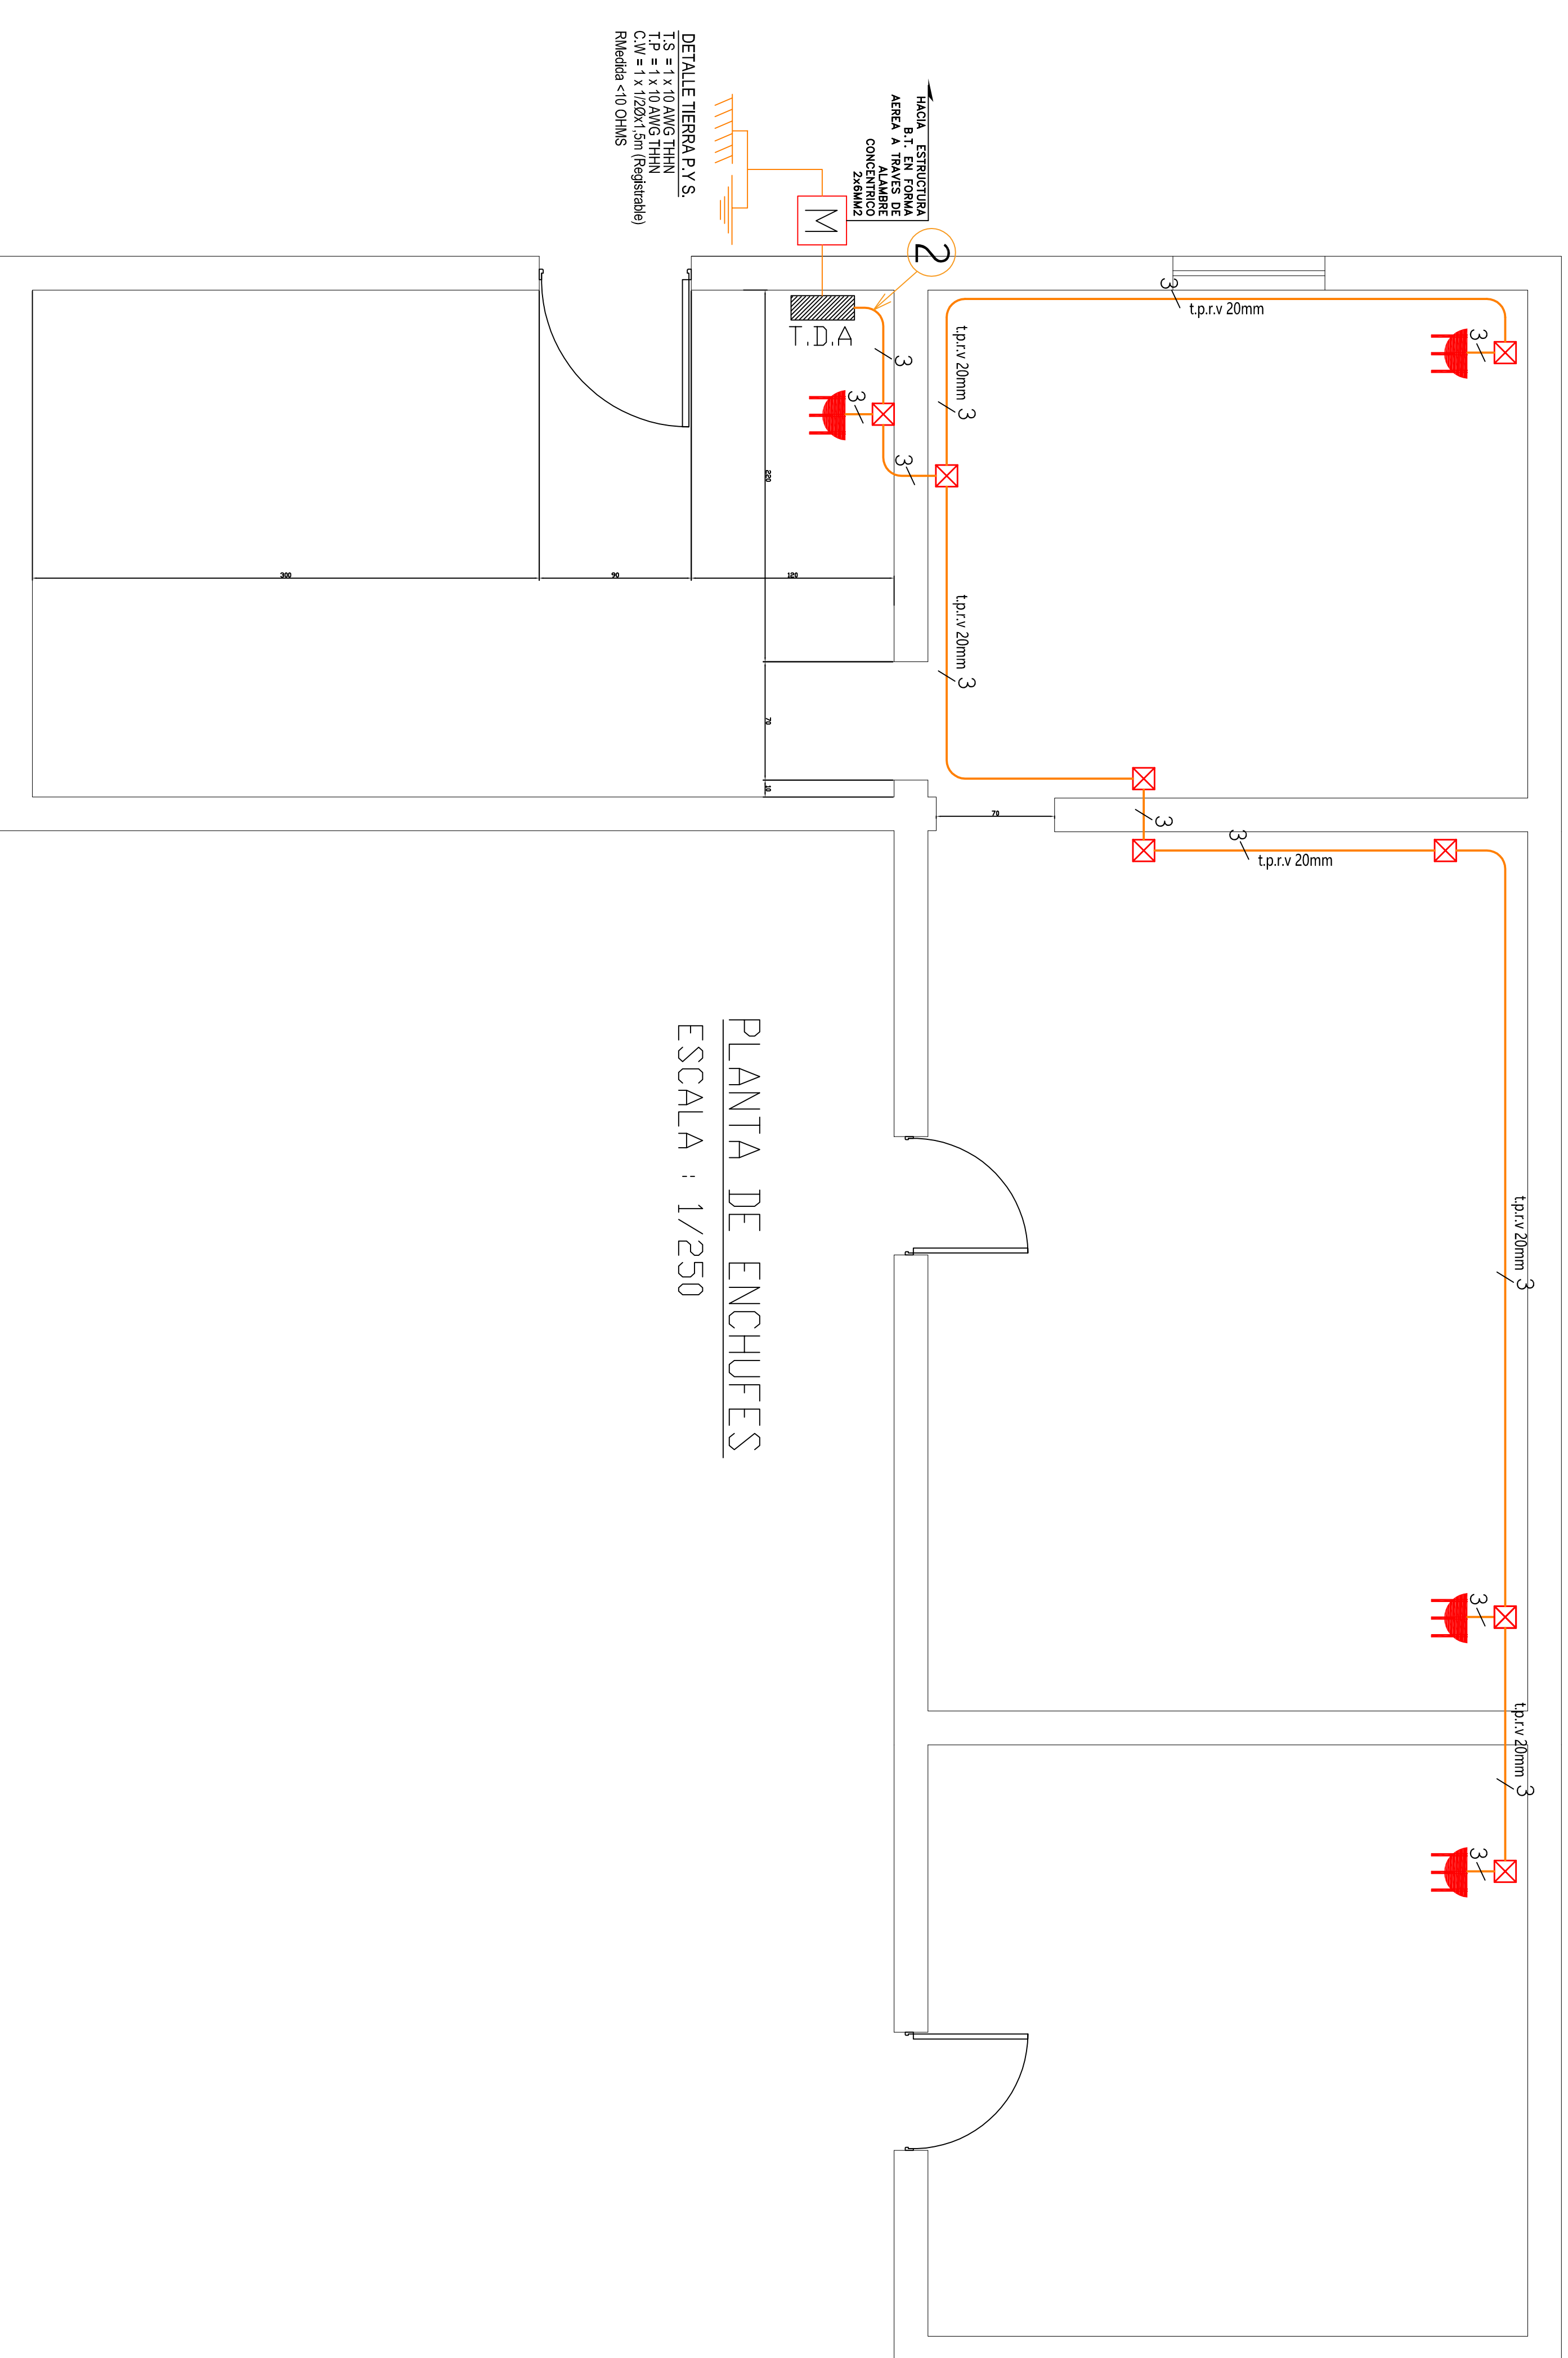 HACIA ESTRUCTURA
B.T. EN FORMA
AEREA A TRAVES DE
ALAMBRE
CONCENTRICO
2x6MM2
DETALLE TIERRA P.Y S.
T.S = 1 x 10 AWG THHN
T.P = 1 x 10 AWG THHN
C.W = 1 x 1/2Øx1,5m (Registrable)
RMedida <10 OHMS
M
2
T.D.A
3
3
3
t.p.r.v 20mm
3
t.p.r.v 20mm
3
3
t.p.r.v 20mm
3
3
3
t.p.r.v 20mm
t.p.r.v 20mm
3
3
t.p.r.v 20mm
3
3
220
70
10
70
300
90
120
PLANTA DE ENCHUFES
ESCALA : 1/250